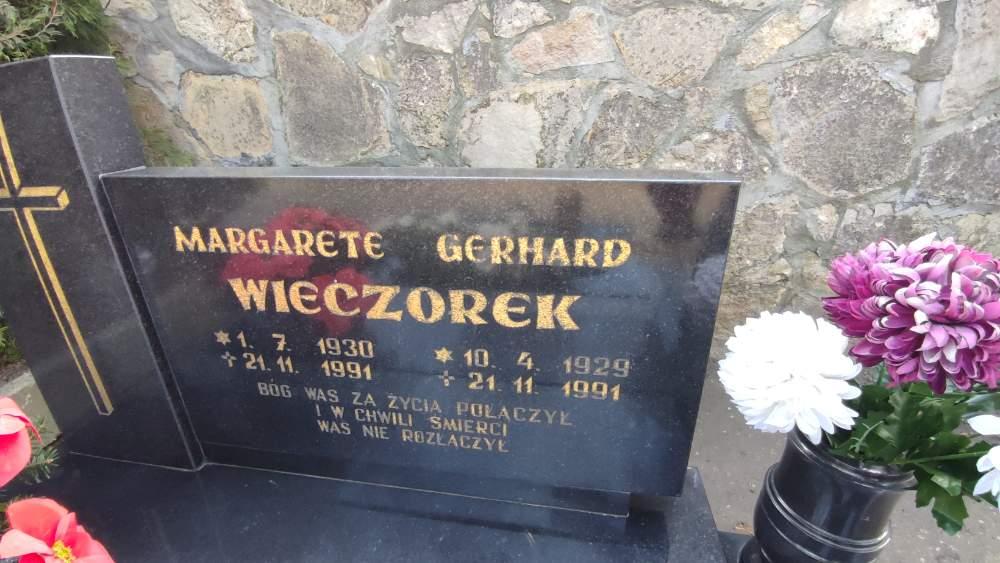 MARGARETE GERHARD
WIECZOREK
* 1. 7. 1930 * 10. 4. 1929
+ 21. 11. 1991 + 21. 11. 1991
BÓG WAS ZA ŻYCIA POŁĄCZYŁ
I W CHWILI ŚMIERCI
WAS NIE ROZŁĄCZYŁ